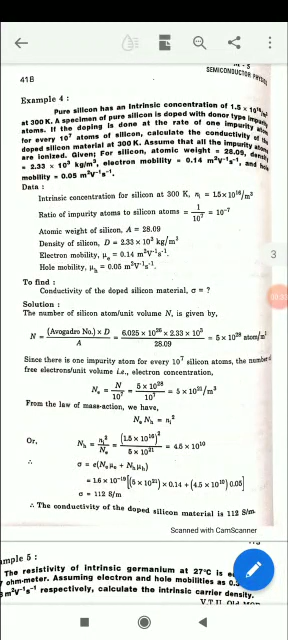 SEMICONDUCTOR
41B
Example 4 :
Pure silicon has an intrinsic concentration of 1.5 × 10¹⁶/m³
at 300 K. A specimen of pure silicon is doped with donor type impurity
atoms. If the doping is done at the rate of one impurity atom
for every 10⁷ atoms of silicon, calculate the conductivity of the
doped silicon material at 300 K. Assume that all the impurity atoms
are ionized. Given: For silicon, atomic weight = 28.09, density
= 2.33 × 10³ kg/m³, electron mobility = 0.14 m²V⁻¹s⁻¹, and hole
mobility = 0.05 m²V⁻¹s⁻¹.
Data :
Intrinsic concentration for silicon at 300 K, nᵢ = 1.5×10¹⁶/m³
Ratio of impurity atoms to silicon atoms = 1/10⁷ = 10⁻⁷
Atomic weight of silicon, A = 28.09
Density of silicon, D = 2.33×10³ kg/m³
3
Electron mobility, μₑ = 0.14 m²V⁻¹s⁻¹.
Hole mobility, μₕ = 0.05 m²V⁻¹s⁻¹.
To find :
Conductivity of the doped silicon material, σ = ?
Solution :
The number of silicon atom/unit volume N, is given by,
N = (Avogadro No.) × D / A = 6.025 × 10²⁶ × 2.33 × 10³ / 28.09 = 5 × 10²⁸ atom/m³
Since there is one impurity atom for every 10⁷ silicon atoms, the number of
free electrons/unit volume i.e., electron concentration,
Nₑ = N/10⁷ = 5 × 10²⁸/10⁷ = 5 × 10²¹/m³
From the law of mass-action, we have,
Nₑ Nₕ = nᵢ²
Or, Nₕ = nᵢ²/Nₑ = (1.5 × 10¹⁶)²/5 × 10²¹ = 4.5 × 10¹⁰
∴ σ = e(Nₑμₑ + Nₕμₕ)
= 1.6 × 10⁻¹⁹[(5 × 10²¹) × 0.14 + (4.5 × 10¹⁰) 0.05]
σ = 112 S/m
∴ The conductivity of the doped silicon material is 112 S/m.
Scanned with CamScanner
ample 5 :
The resistivity of intrinsic germanium at 27°C is
ohm-meter. Assuming electron and hole mobilities as
m²V⁻¹s⁻¹ respectively, calculate the intrinsic carrier density.